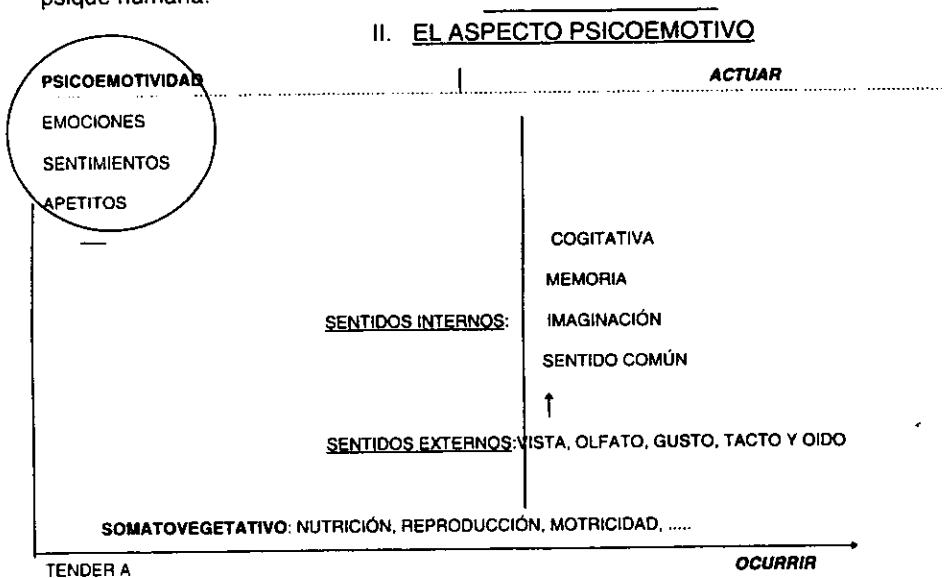 psique humana.
II. EL ASPECTO PSICOEMOTIVO
PSICOEMOTIVIDAD ACTUAR
EMOCIONES
SENTIMIENTOS
APETITOS
COGITATIVA
MEMORIA
SENTIDOS INTERNOS: IMAGINACIÓN
SENTIDO COMÚN
SENTIDOS EXTERNOS:VISTA, OLFATO, GUSTO, TACTO Y OIDO
SOMATOVEGETATIVO: NUTRICIÓN, REPRODUCCIÓN, MOTRICIDAD, .....
TENDER A OCURRIR